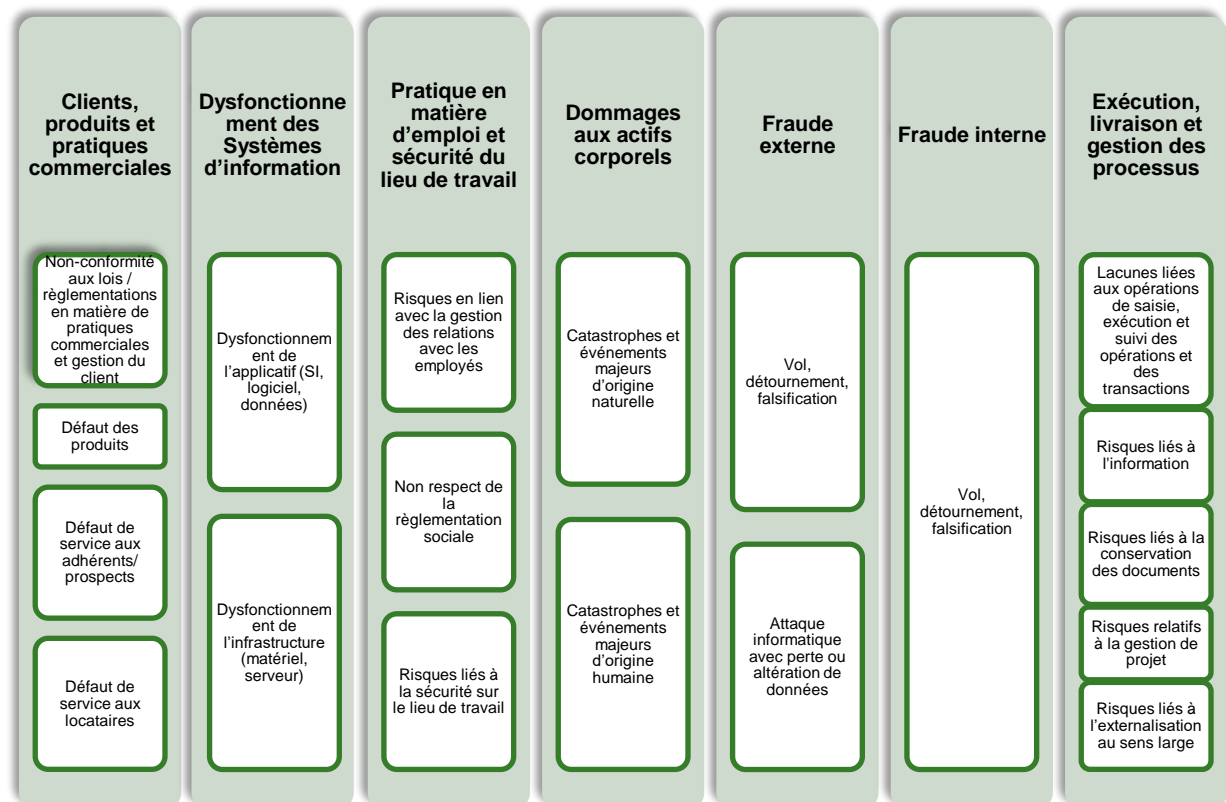 Clients,
produits et
pratiques
commerciales
Non-conformité
aux lois /
règlementations
en matière de
pratiques
commerciales
et gestion du
client
Défaut des
produits
Défaut de
service aux
adhérents/
prospects
Défaut de
service aux
locataires
Dysfonctionne
ment des
Systèmes
d’information
Dysfonctionnem
ent de
l’applicatif (SI,
logiciel,
données)
Dysfonctionnem
ent de
l’infrastructure
(matériel,
serveur)
Pratique en
matière
d’emploi et
sécurité du
lieu de travail
Risques en lien
avec la gestion
des relations
avec les
employés
Non respect de
la
règlementation
sociale
Risques liés à
la sécurité sur
le lieu de travail
Dommages
aux actifs
corporels
Catastrophes et
événements
majeurs
d’origine
naturelle
Catastrophes et
événements
majeurs
d’origine
humaine
Fraude
externe
Vol,
détournement,
falsification
Attaque
informatique
avec perte ou
altération de
données
Fraude interne
Vol,
détournement,
falsification
Exécution,
livraison et
gestion des
processus
Lacunes liées
aux opérations
de saisie,
exécution et
suivi des
opérations et
des
transactions
Risques liés à
l'information
Risques liés à la
conservation
des documents
Risques relatifs
à la gestion de
projet
Risques liés à
l’externalisation
au sens large